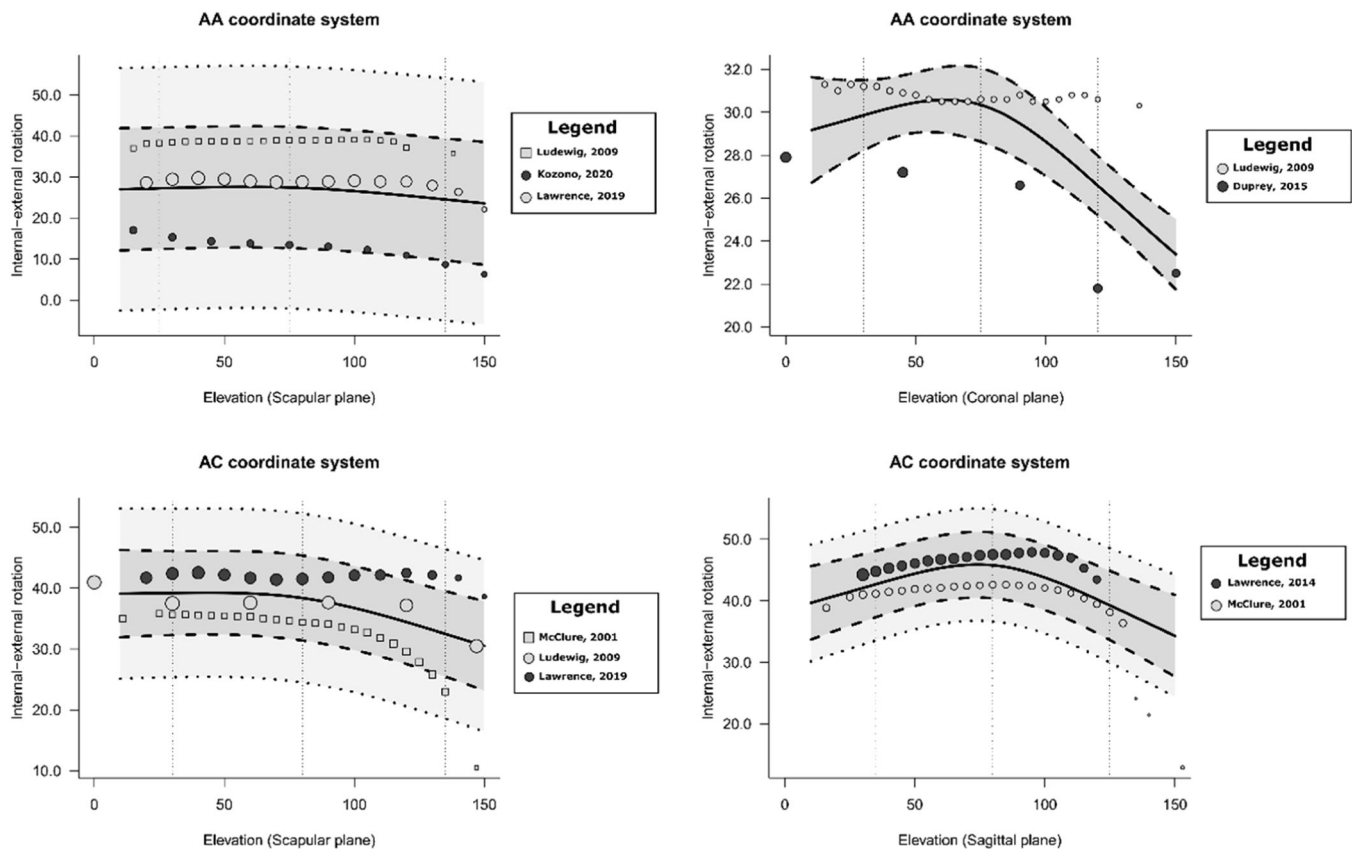 AA coordinate system
Internal−external rotation
50.0
40.0
30.0
20.0
10.0
0.0
0
50
100
150
Elevation (Scapular plane)
Legend
Ludewig, 2009
Kozono, 2020
Lawrence, 2019
AA coordinate system
Internal−external rotation
32.0
30.0
28.0
26.0
24.0
22.0
20.0
0
50
100
150
Elevation (Coronal plane)
Legend
Ludewig, 2009
Duprey, 2015
AC coordinate system
Internal−external rotation
50.0
40.0
30.0
20.0
10.0
0
50
100
150
Elevation (Scapular plane)
Legend
McClure, 2001
Ludewig, 2009
Lawrence, 2019
AC coordinate system
Internal−external rotation
50.0
40.0
30.0
20.0
0
50
100
150
Elevation (Sagittal plane)
Legend
Lawrence, 2014
McClure, 2001